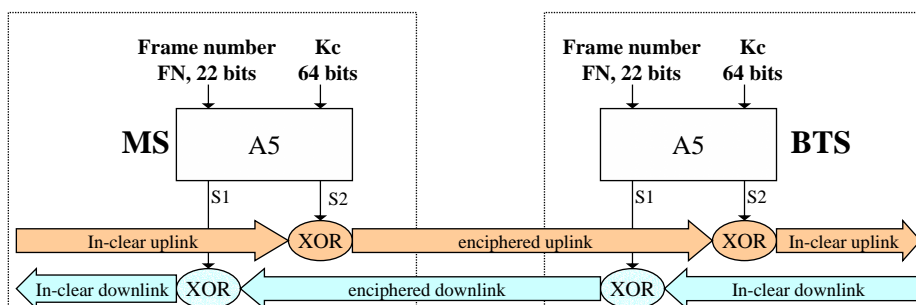 Frame number Kc
FN, 22 bits 64 bits
MS A5
S1 S2
Frame number Kc
FN, 22 bits 64 bits
A5 BTS
S1 S2
In-clear uplink XOR enciphered uplink XOR In-clear uplink
In-clear downlink XOR enciphered downlink XOR In-clear downlink